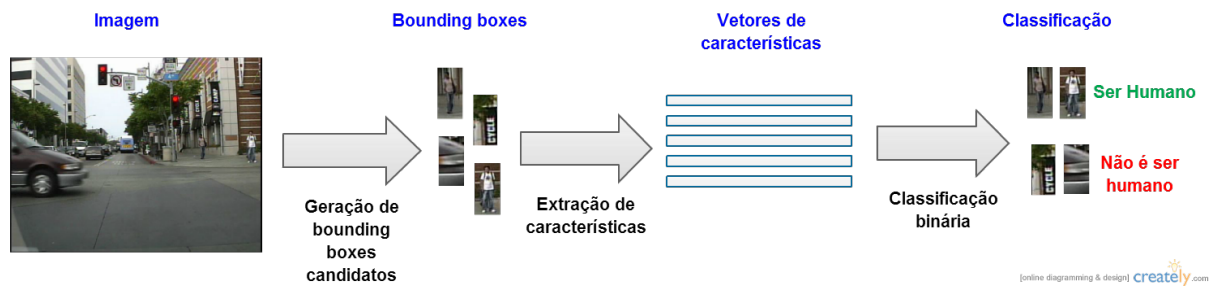 Imagem
Bounding boxes
Vetores de
características
Classificação
Geração de
bounding
boxes
candidatos
CYCLE
Extração de
características
Classificação
binária
Ser Humano
Não é ser
humano
[online diagramming & design] creately.com